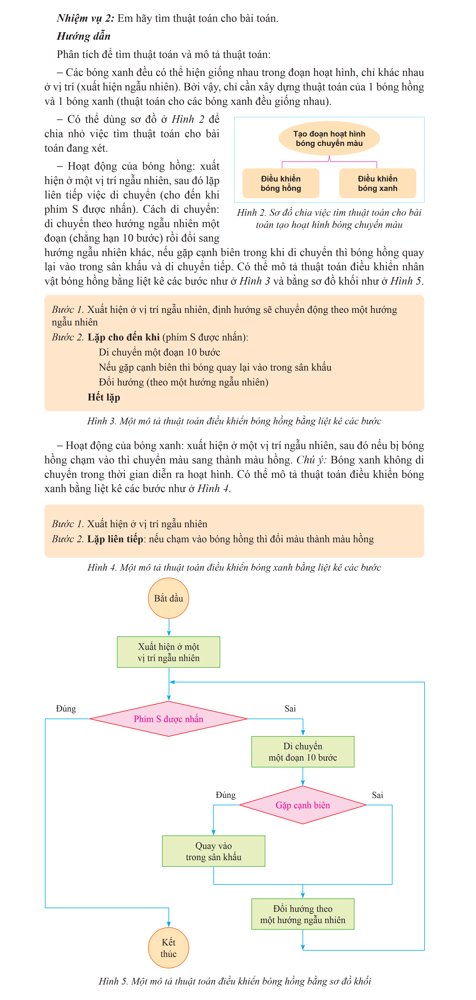 Nhiệm vụ 2: Em hãy tìm thuật toán cho bài toán.
Hướng dẫn
Phân tích để tìm thuật toán và mô tả thuật toán:
– Các bóng xanh đều có thể hiện giống nhau trong đoạn hoạt hình, chỉ khác nhau
ở vị trí (xuất hiện ngẫu nhiên). Bởi vậy, chỉ cần xây dựng thuật toán của 1 bóng hồng
và 1 bóng xanh (thuật toán cho các bóng xanh đều giống nhau).
– Có thể dùng sơ đồ ở Hình 2 để
chia nhỏ việc tìm thuật toán cho bài
toán đang xét.
– Hoạt động của bóng hồng: xuất
hiện ở một vị trí ngẫu nhiên, sau đó lặp
liên tiếp việc di chuyển (cho đến khi
phím S được nhấn). Cách di chuyển:
di chuyển theo hướng ngẫu nhiên một
đoạn (chẳng hạn 10 bước) rồi đổi sang
Tạo đoạn hoạt hình
bóng chuyển màu
Điều khiển
bóng hồng
Điều khiển
bóng xanh
Hình 2. Sơ đồ chia việc tìm thuật toán cho bài
toán tạo hoạt hình bóng chuyển màu
hướng ngẫu nhiên khác, nếu gặp cạnh biên trong khi di chuyển thì bóng hồng quay
lại vào trong sân khấu và di chuyển tiếp. Có thể mô tả thuật toán điều khiển nhân
vật bóng hồng bằng liệt kê các bước như ở Hình 3 và bằng sơ đồ khối như ở Hình 5.
Bước 1. Xuất hiện ở vị trí ngẫu nhiên, định hướng sẽ chuyển động theo một hướng
ngẫu nhiên
Bước 2. Lặp cho đến khi (phím S được nhấn):
Di chuyển một đoạn 10 bước
Nếu gặp cạnh biên thì bóng quay lại vào trong sân khấu
Đổi hướng (theo một hướng ngẫu nhiên)
Hết lặp
Hình 3. Một mô tả thuật toán điều khiển bóng hồng bằng liệt kê các bước
– Hoạt động của bóng xanh: xuất hiện ở một vị trí ngẫu nhiên, sau đó nếu bị bóng
hồng chạm vào thì chuyển màu sang thành màu hồng. Chú ý: Bóng xanh không di
chuyển trong thời gian diễn ra hoạt hình. Có thể mô tả thuật toán điều khiển bóng
xanh bằng liệt kê các bước như ở Hình 4.
Bước 1. Xuất hiện ở vị trí ngẫu nhiên
Bước 2. Lặp liên tiếp: nếu chạm vào bóng hồng thì đổi màu thành màu hồng
Hình 4. Một mô tả thuật toán điều khiển bóng xanh bằng liệt kê các bước
Bắt đầu
Xuất hiện ở một
vị trí ngẫu nhiên
Đúng
Sai
Phím S được nhấn
Di chuyển
một đoạn 10 bước
Đúng
Sai
Gặp cạnh biên
Quay vào
trong sân khấu
Đổi hướng theo
một hướng ngẫu nhiên
Kết
thúc
Hình 5. Một mô tả thuật toán điều khiển bóng hồng bằng sơ đồ khối